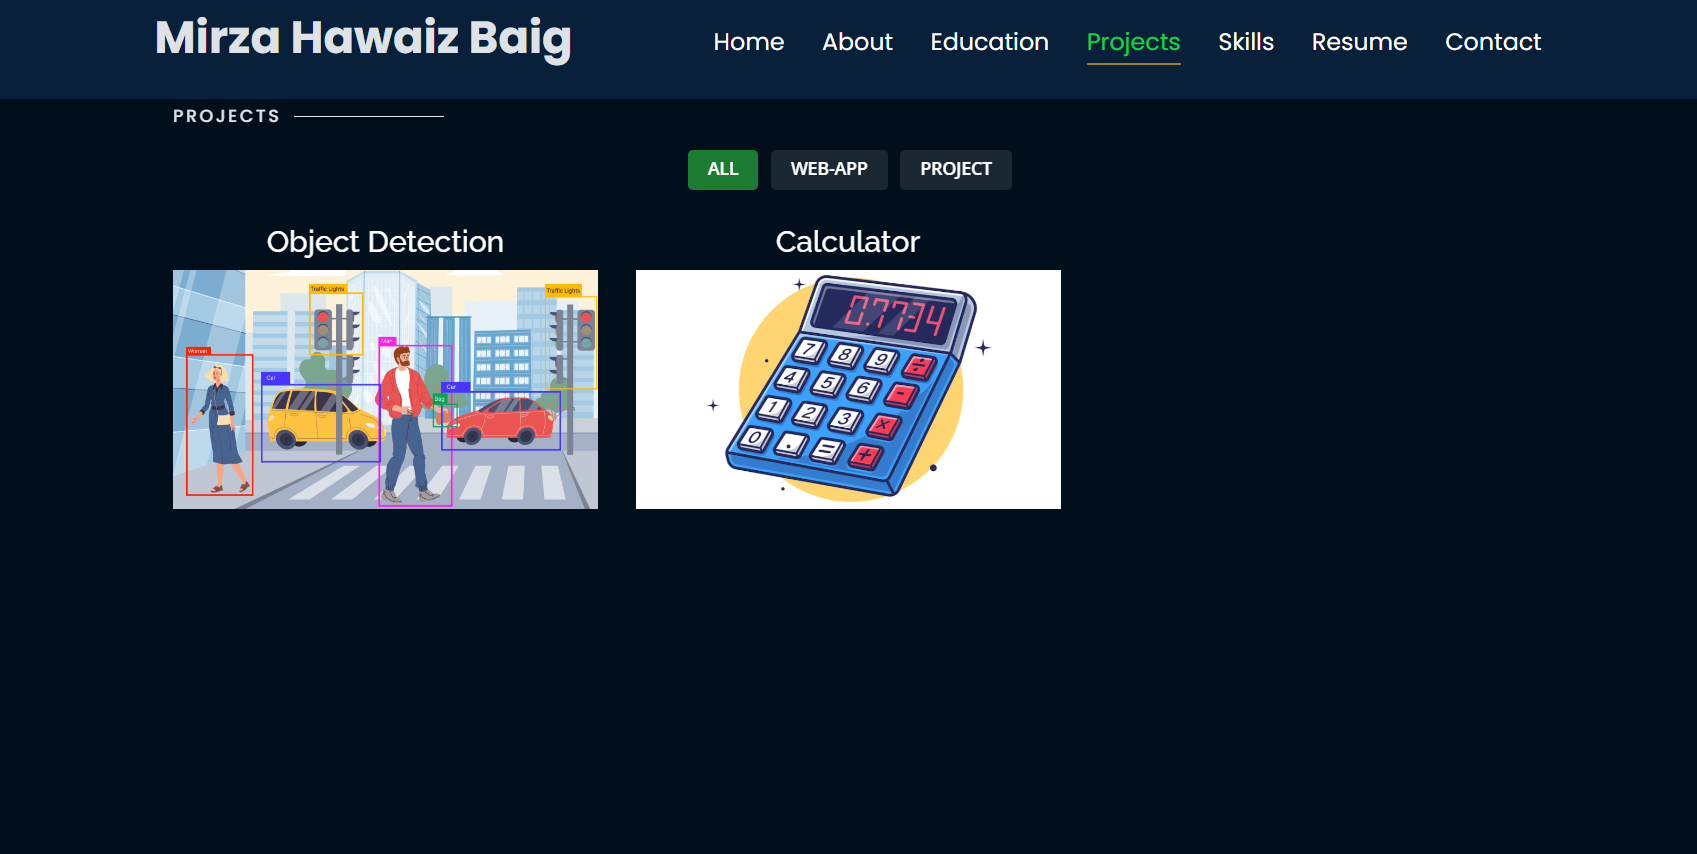 Mirza Hawaiz Baig
Home About Education Projects Skills Resume Contact
PROJECTS
ALL WEB-APP PROJECT
Object Detection
Calculator
Traffic Lights
Traffic Lights
Woman
Man
Car
Car
Bag
0.7734
7 8 9 ÷
4 5 6 -
1 2 3 ×
0 . = +